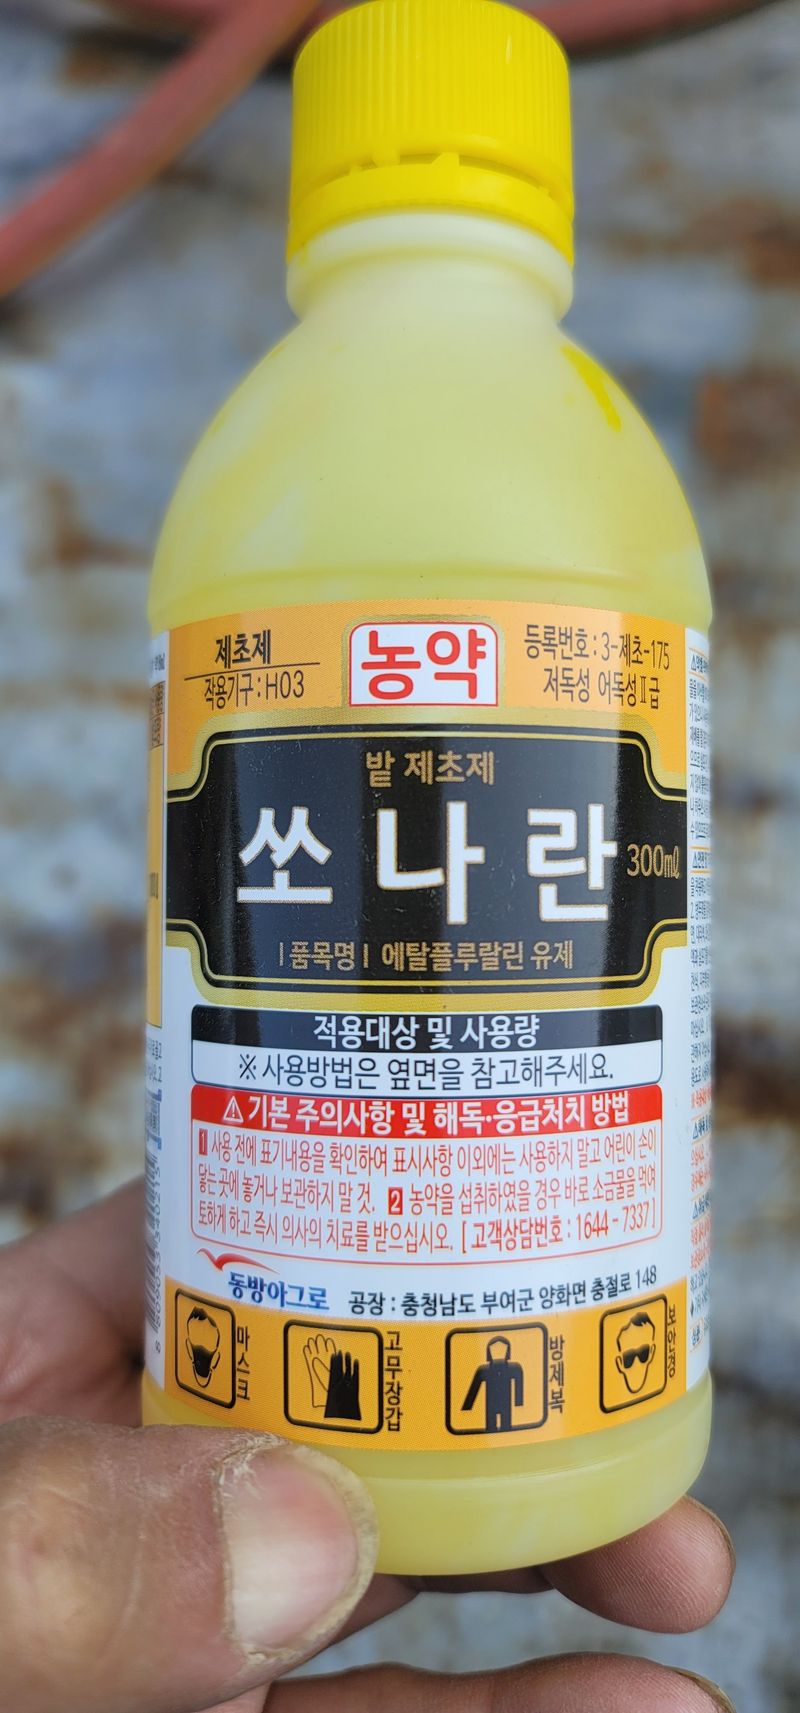 제초제
작용기구 : H03
농약
등록번호 : 3-제초-175
저독성 어독성Ⅱ급
밭 제초제
쏘나란 300㎖
| 품목명 | 에탈플루랄린 유제
적용대상 및 사용량
※ 사용방법은 옆면을 참고해주세요.
⚠ 기본 주의사항 및 해독·응급처치 방법
1 사용 전에 표기내용을 확인하여 표시사항 이외에는 사용하지 말고 어린이 손이
닿는 곳에 놓거나 보관하지 말 것. 2 농약을 섭취하였을 경우 바로 소금물을 먹여
토하게 하고 즉시 의사의 치료를 받으십시오. [ 고객상담번호 : 1644 - 7337 ]
동방아그로 공장 : 충청남도 부여군 양화면 충절로 148
마스크
고무장갑
방제복
보안경